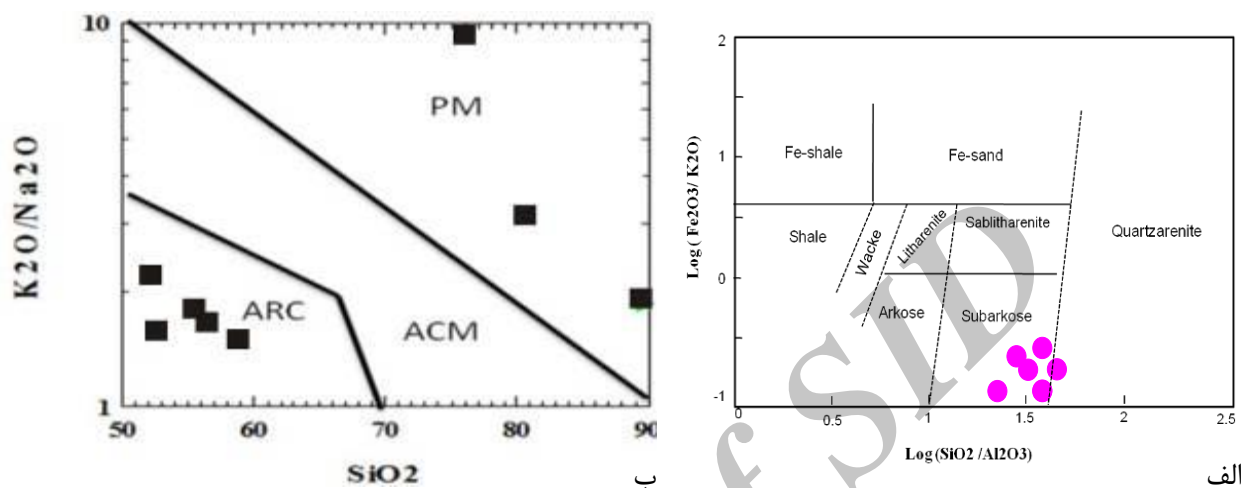 10
PM
K2O/Na2O
ARC
ACM
1
50
60
70
80
90
SiO2
ب
2
Fe-shale
Fe-sand
1
Log( Fe2O3/ K2O)
Shale
Wacke
Litharenite
Sablitharenite
Quartzarenite
0
Arkose
Subarkose
-1
0
0.5
1.0
1.5
2
2.5
Log (SiO2 /Al2O3)
الف
f SID